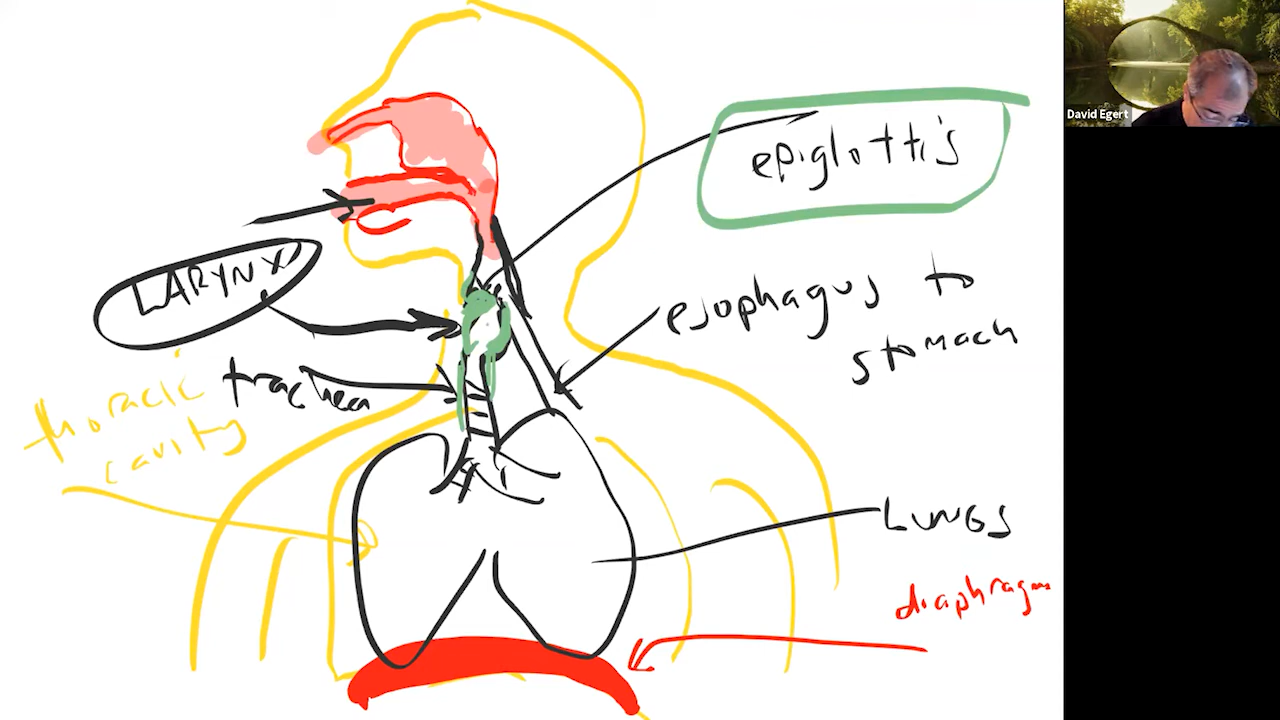 epiglottis
David Egert
LARYNX
esophagus to
stomach
thoracic
cavity
trachea
LUNGS
diaphragm